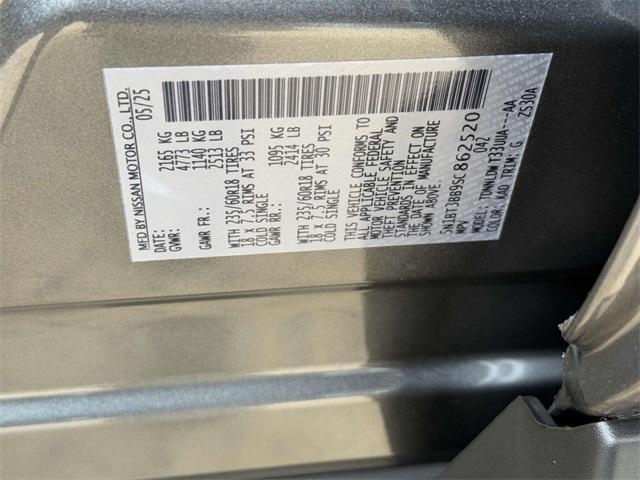 MFD.BY NISSAN MOTOR CO., LTD.
DATE: 05/25
GVWR: 2165 KG
4773 LB
GAWR FR.: 1140 KG
2513 LB
WITH 235/60R18 TIRES
18 X 7.5 RIMS AT 33 PSI
COLD SINGLE
GAWR RR.: 1095 KG
2414 LB
WITH 235/60R18 TIRES
18 X 7.5 RIMS AT 30 PSI
COLD SINGLE
THIS VEHICLE CONFORMS TO
ALL APPLICABLE FEDERAL
MOTOR VEHICLE SAFETY AND
THEFT PREVENTION
STANDARDS IN EFFECT ON
THE DATE OF MANUFACTURE
SHOWN ABOVE.
5N1BT3BB9SC862520
MPV 042
MODEL: TDNNLDW T33UUA---AA
COLOR: KAD TRIM: G ZS30A